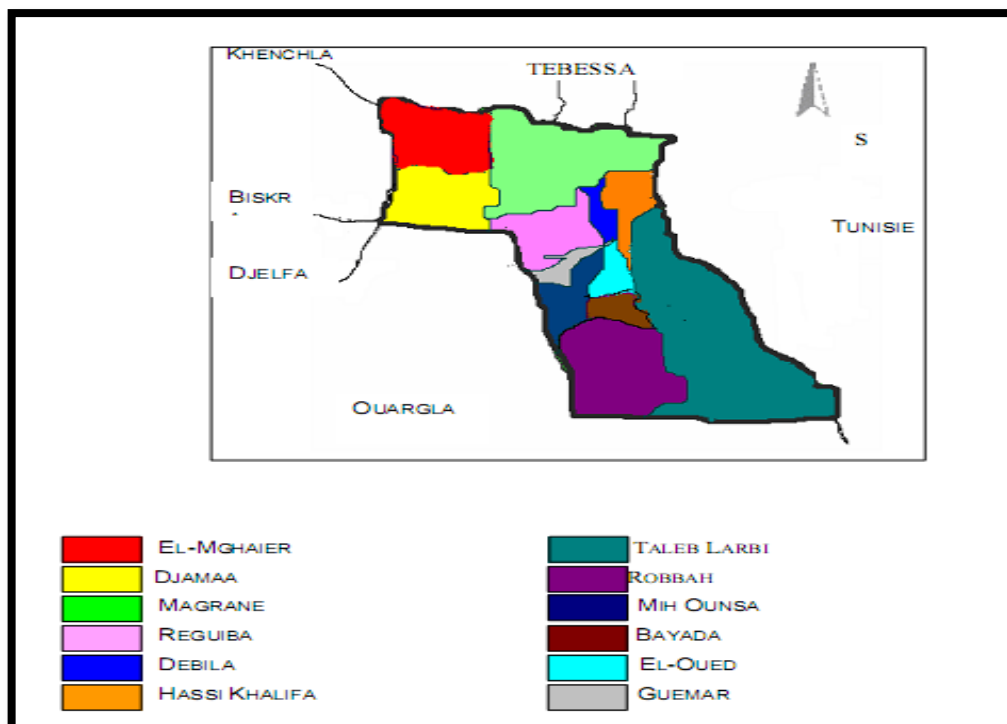 KHENCHLA
TEBESSA
S
BISKR
TUNISIE
DJELFA
OUARGLA
EL-MGHAIER
DJAMAA
MAGRANE
REGUIBA
DEBILA
HASSI KHALIFA
TALEB LARBI
ROBBAH
MIH OUNSA
BAYADA
EL-OUED
GUEMAR